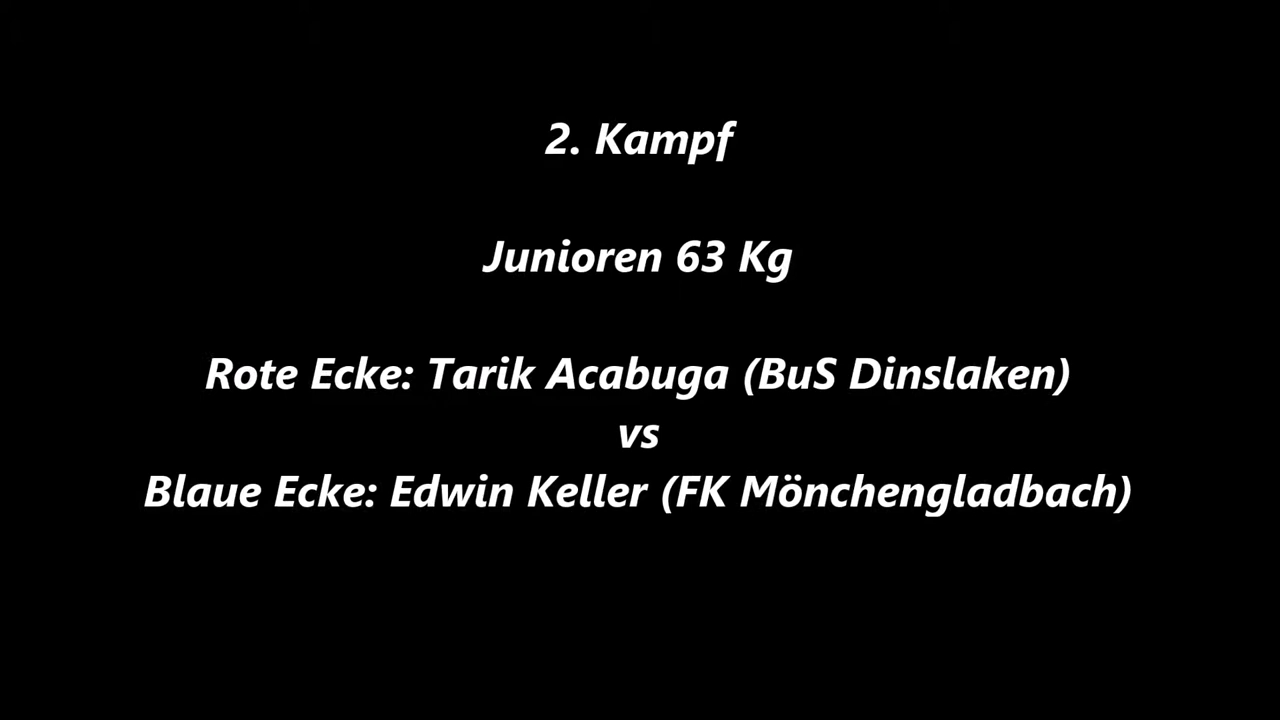 2. Kampf
Junioren 63 Kg
Rote Ecke: Tarik Acabuga (BuS Dinslaken)
vs
Blaue Ecke: Edwin Keller (FK Mönchengladbach)